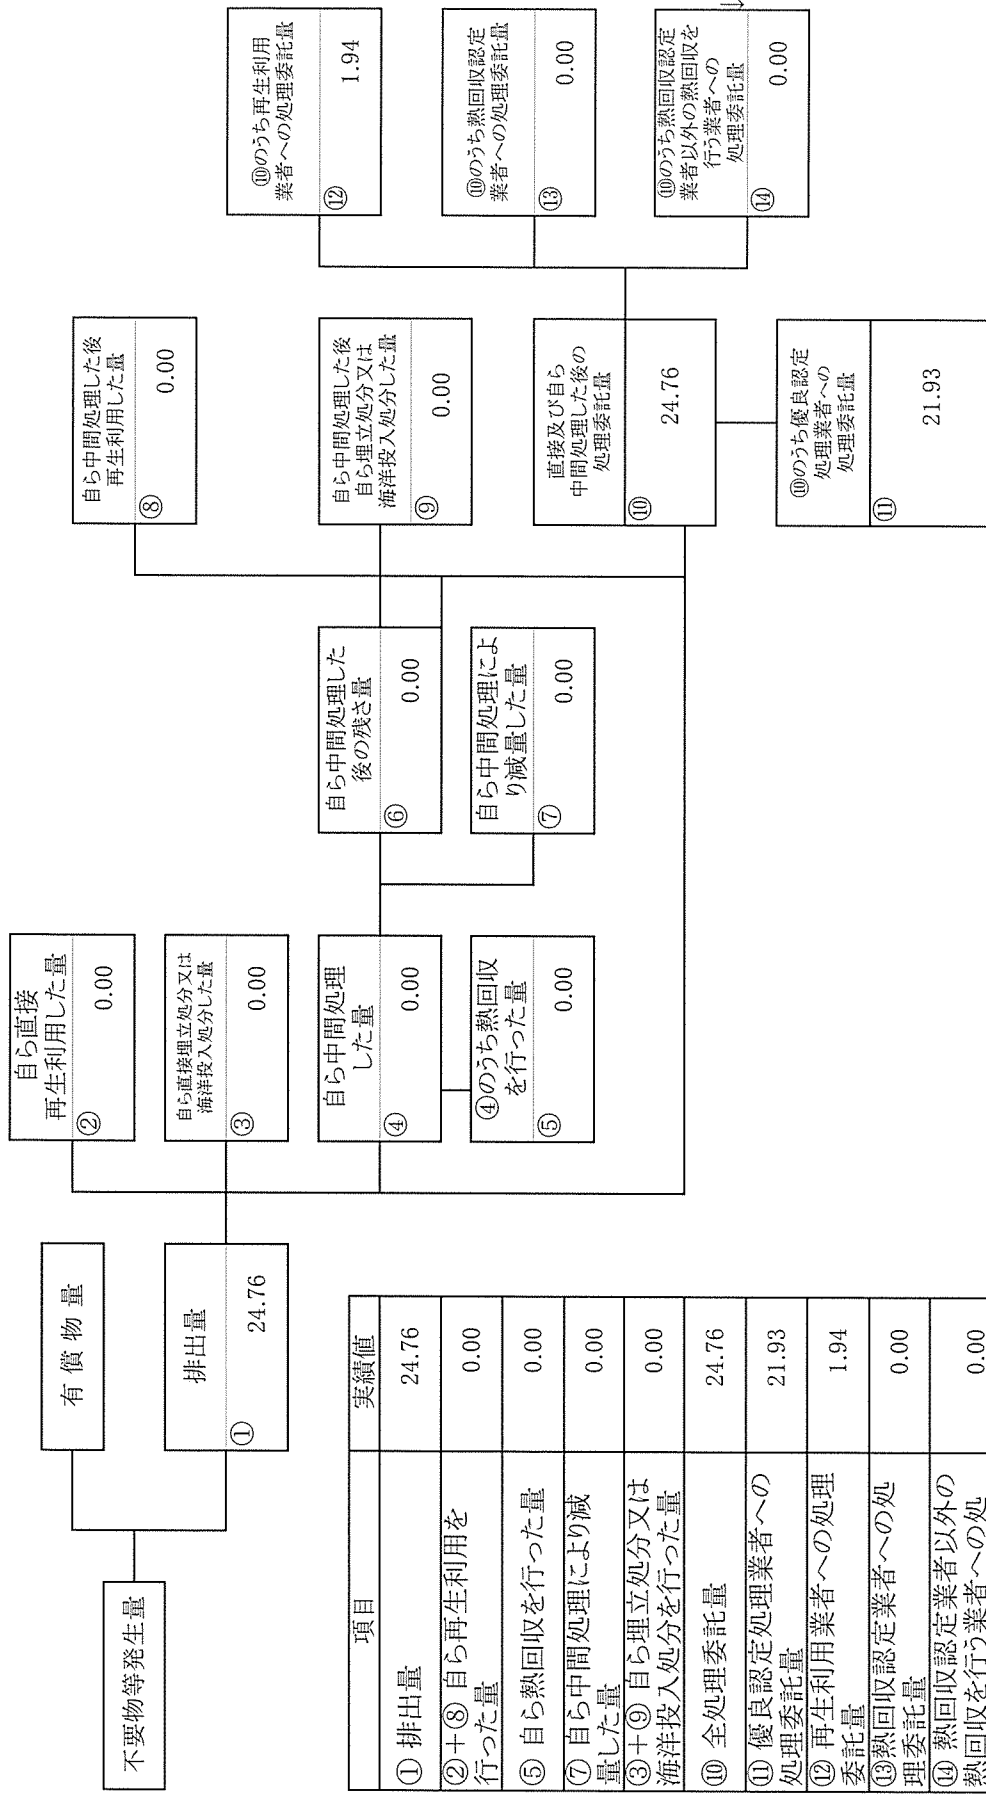 不要物等発生量
有償物量
排出量
①
24.76
自ら直接
再生利用した量
②
0.00
自ら直接埋立処分又は
海洋投入処分した量
③
0.00
自ら中間処理
した量
④
0.00
④のうち熱回収
を行った量
⑤
0.00
自ら中間処理した
後の残さ量
⑥
0.00
自ら中間処理によ
り減量した量
⑦
0.00
自ら中間処理した後
再生利用した量
⑧
0.00
自ら中間処理した後
自ら埋立処分又は
海洋投入処分した量
⑨
0.00
直接及び自ら
中間処理した後の
処理委託量
⑩
24.76
⑩のうち優良認定
処理業者への
処理委託量
⑪
21.93
⑩のうち再生利用
業者への処理委託量
⑫
1.94
⑩のうち熱回収認定
業者への処理委託量
⑬
0.00
⑩のうち熱回収認定
業者以外の熱回収を
行う業者への
処理委託量
⑭
0.00
項目 実績値
① 排出量 24.76
②+⑧ 自ら再生利用を
行った量 0.00
⑤ 自ら熱回収を行った量 0.00
⑦ 自ら中間処理により減
量した量 0.00
③+⑨ 自ら埋立処分又は
海洋投入処分を行った量 0.00
⑩ 全処理委託量 24.76
⑪ 優良認定処理業者への
処理委託量 21.93
⑫ 再生利用業者への処理
委託量 1.94
⑬熱回収認定業者への処
理委託量 0.00
⑭ 熱回収認定業者以外の
熱回収を行う業者への処 0.00